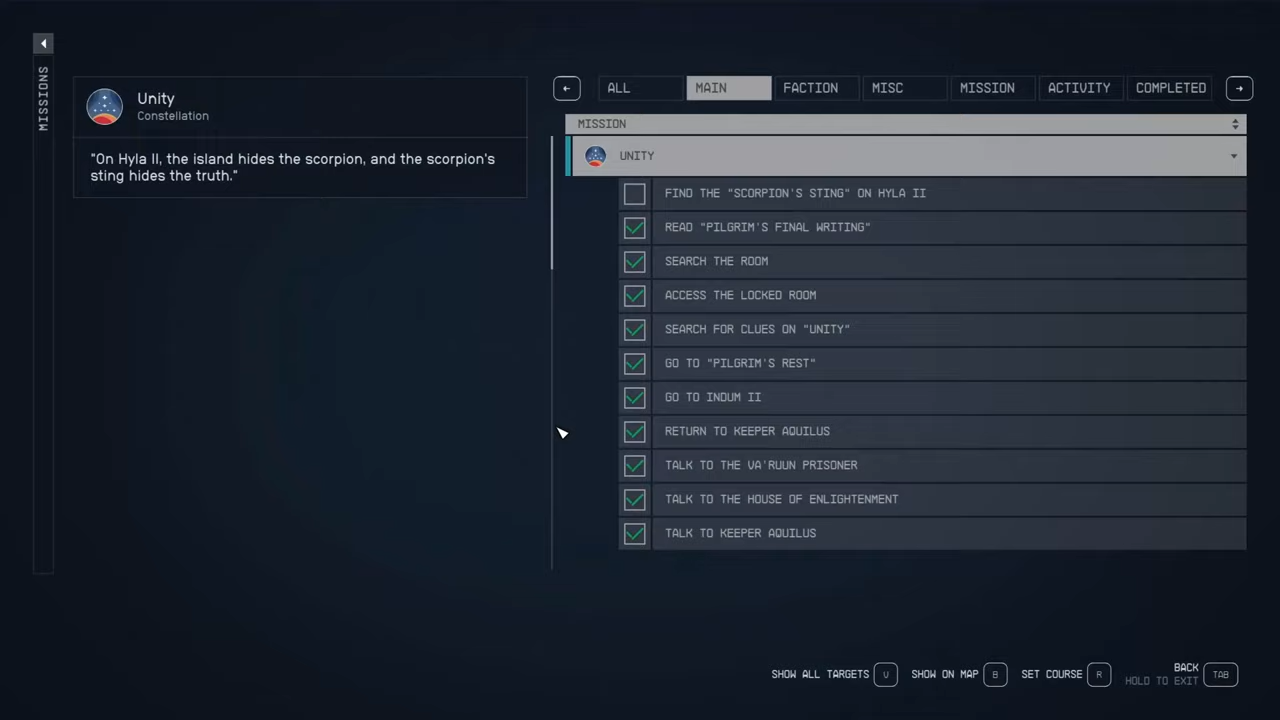 MISSIONS
Unity
Constellation
"On Hyla II, the island hides the scorpion, and the scorpion's
sting hides the truth."
ALL
MAIN
FACTION
MISC
MISSION
ACTIVITY
COMPLETED
MISSION
UNITY
FIND THE "SCORPION'S STING" ON HYLA II
READ "PILGRIM'S FINAL WRITING"
SEARCH THE ROOM
ACCESS THE LOCKED ROOM
SEARCH FOR CLUES ON "UNITY"
GO TO "PILGRIM'S REST"
GO TO INDUM II
RETURN TO KEEPER AQUILUS
TALK TO THE VA'RUUN PRISONER
TALK TO THE HOUSE OF ENLIGHTENMENT
TALK TO KEEPER AQUILUS
SHOW ALL TARGETS V
SHOW ON MAP B
SET COURSE R
BACK
HOLD TO EXIT
TAB